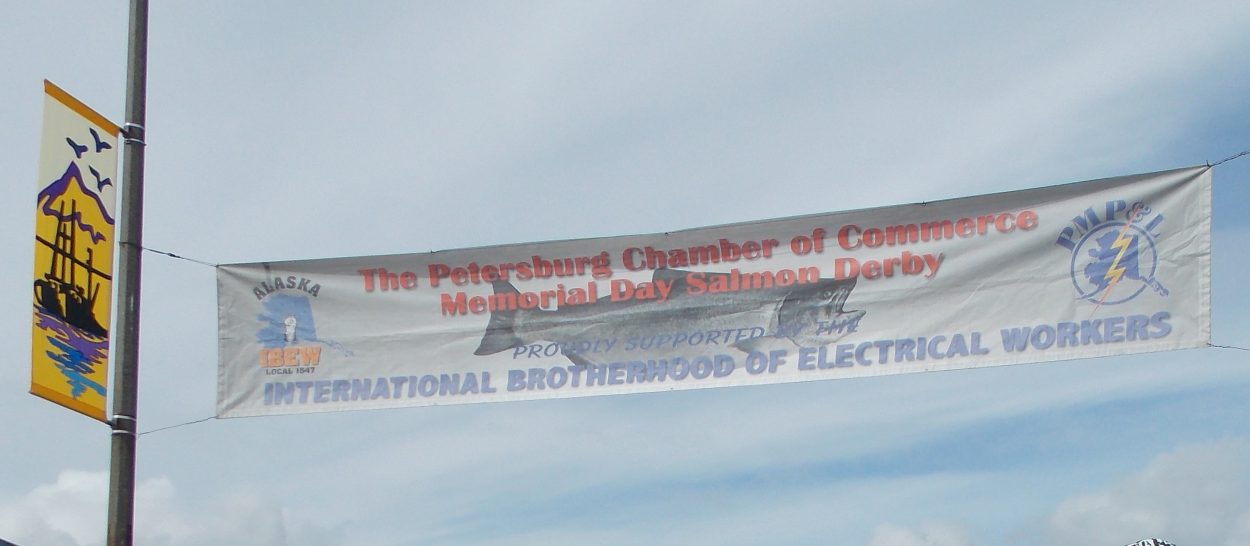 The Petersburg Chamber of Commerce
Memorial Day Salmon Derby
PROUDLY SUPPORTED BY THE
INTERNATIONAL BROTHERHOOD OF ELECTRICAL WORKERS
ALASKA
IBEW
LOCAL 1547
PMP&L